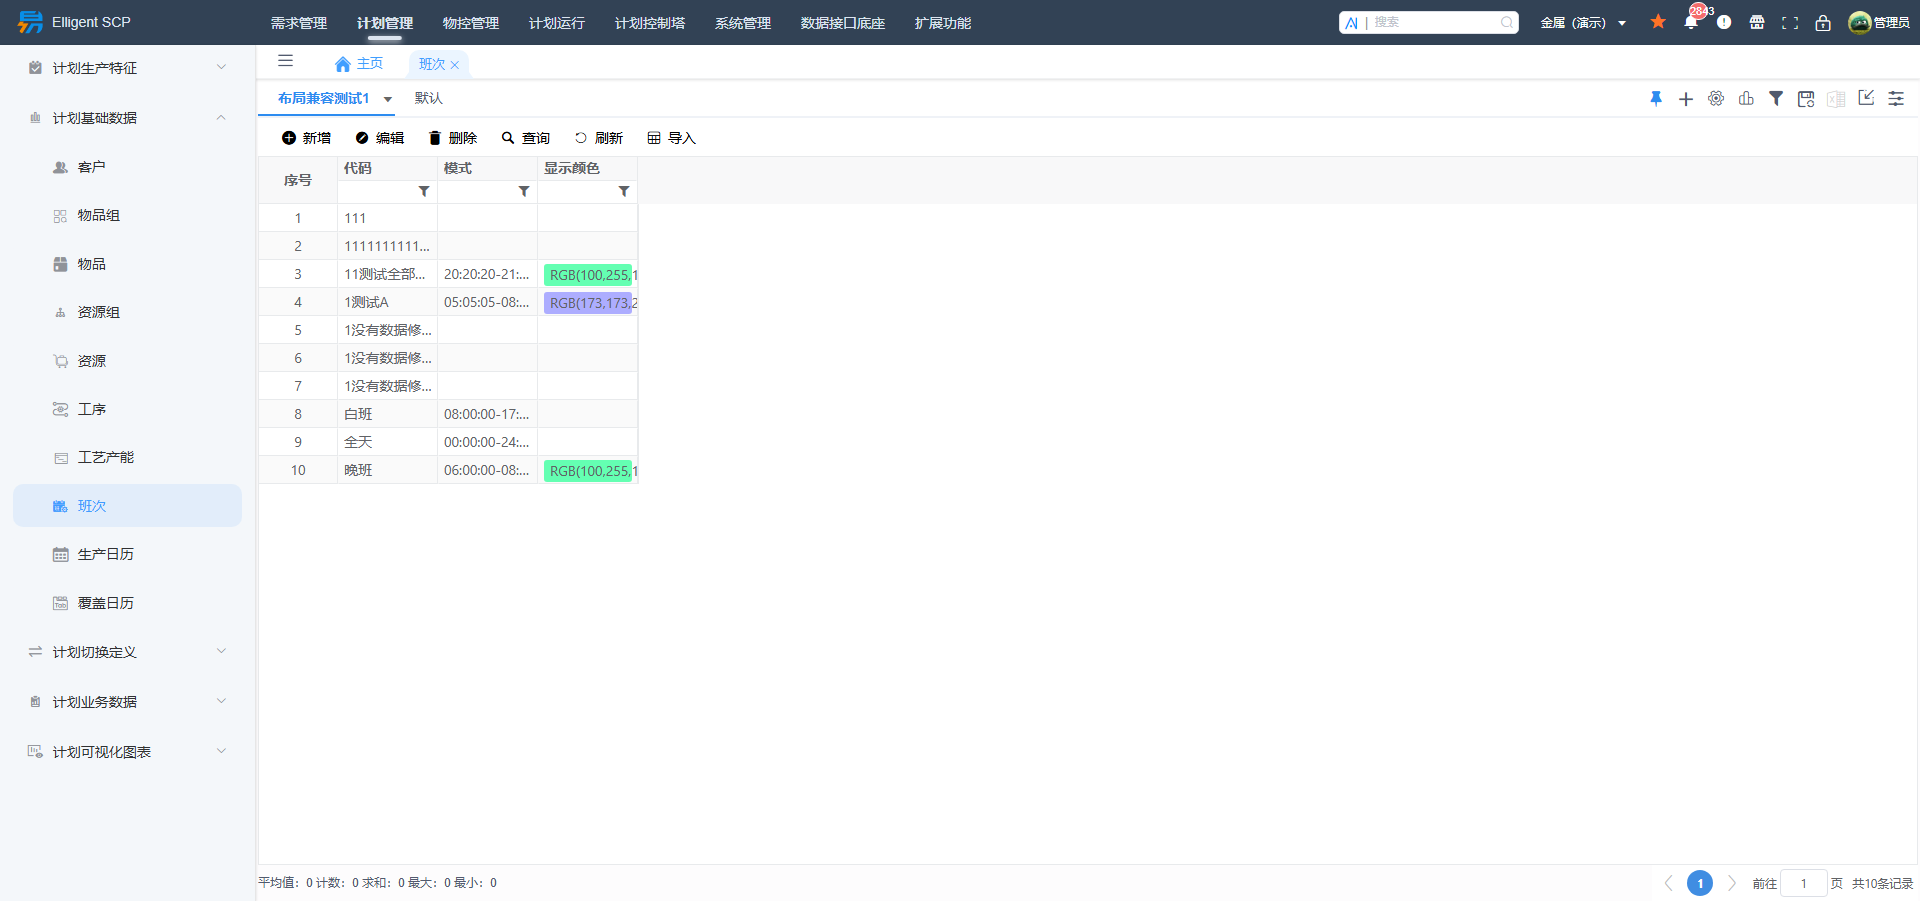 Elligent SCP
需求管理 计划管理 物控管理 计划运行 计划控制塔 系统管理 数据接口底座 扩展功能
AI | 搜索
金属（演示）
2843
管理员
计划生产特征
计划基础数据
客户
物品组
物品
资源组
资源
工序
工艺产能
班次
生产日历
覆盖日历
计划切换定义
计划业务数据
计划可视化图表
主页 班次
布局兼容测试1 默认
新增 编辑 删除 查询 刷新 导入
序号 代码 模式 显示颜色
1 111
2 1111111111...
3 11测试全部... 20:20:20-21:... RGB(100,255,1
4 1测试A 05:05:05-08:... RGB(173,173,2
5 1没有数据修...
6 1没有数据修...
7 1没有数据修...
8 白班 08:00:00-17:...
9 全天 00:00:00-24:...
10 晚班 06:00:00-08:... RGB(100,255,1
平均值：0 计数：0 求和：0 最大：0 最小：0
1 前往 1 页 共10条记录